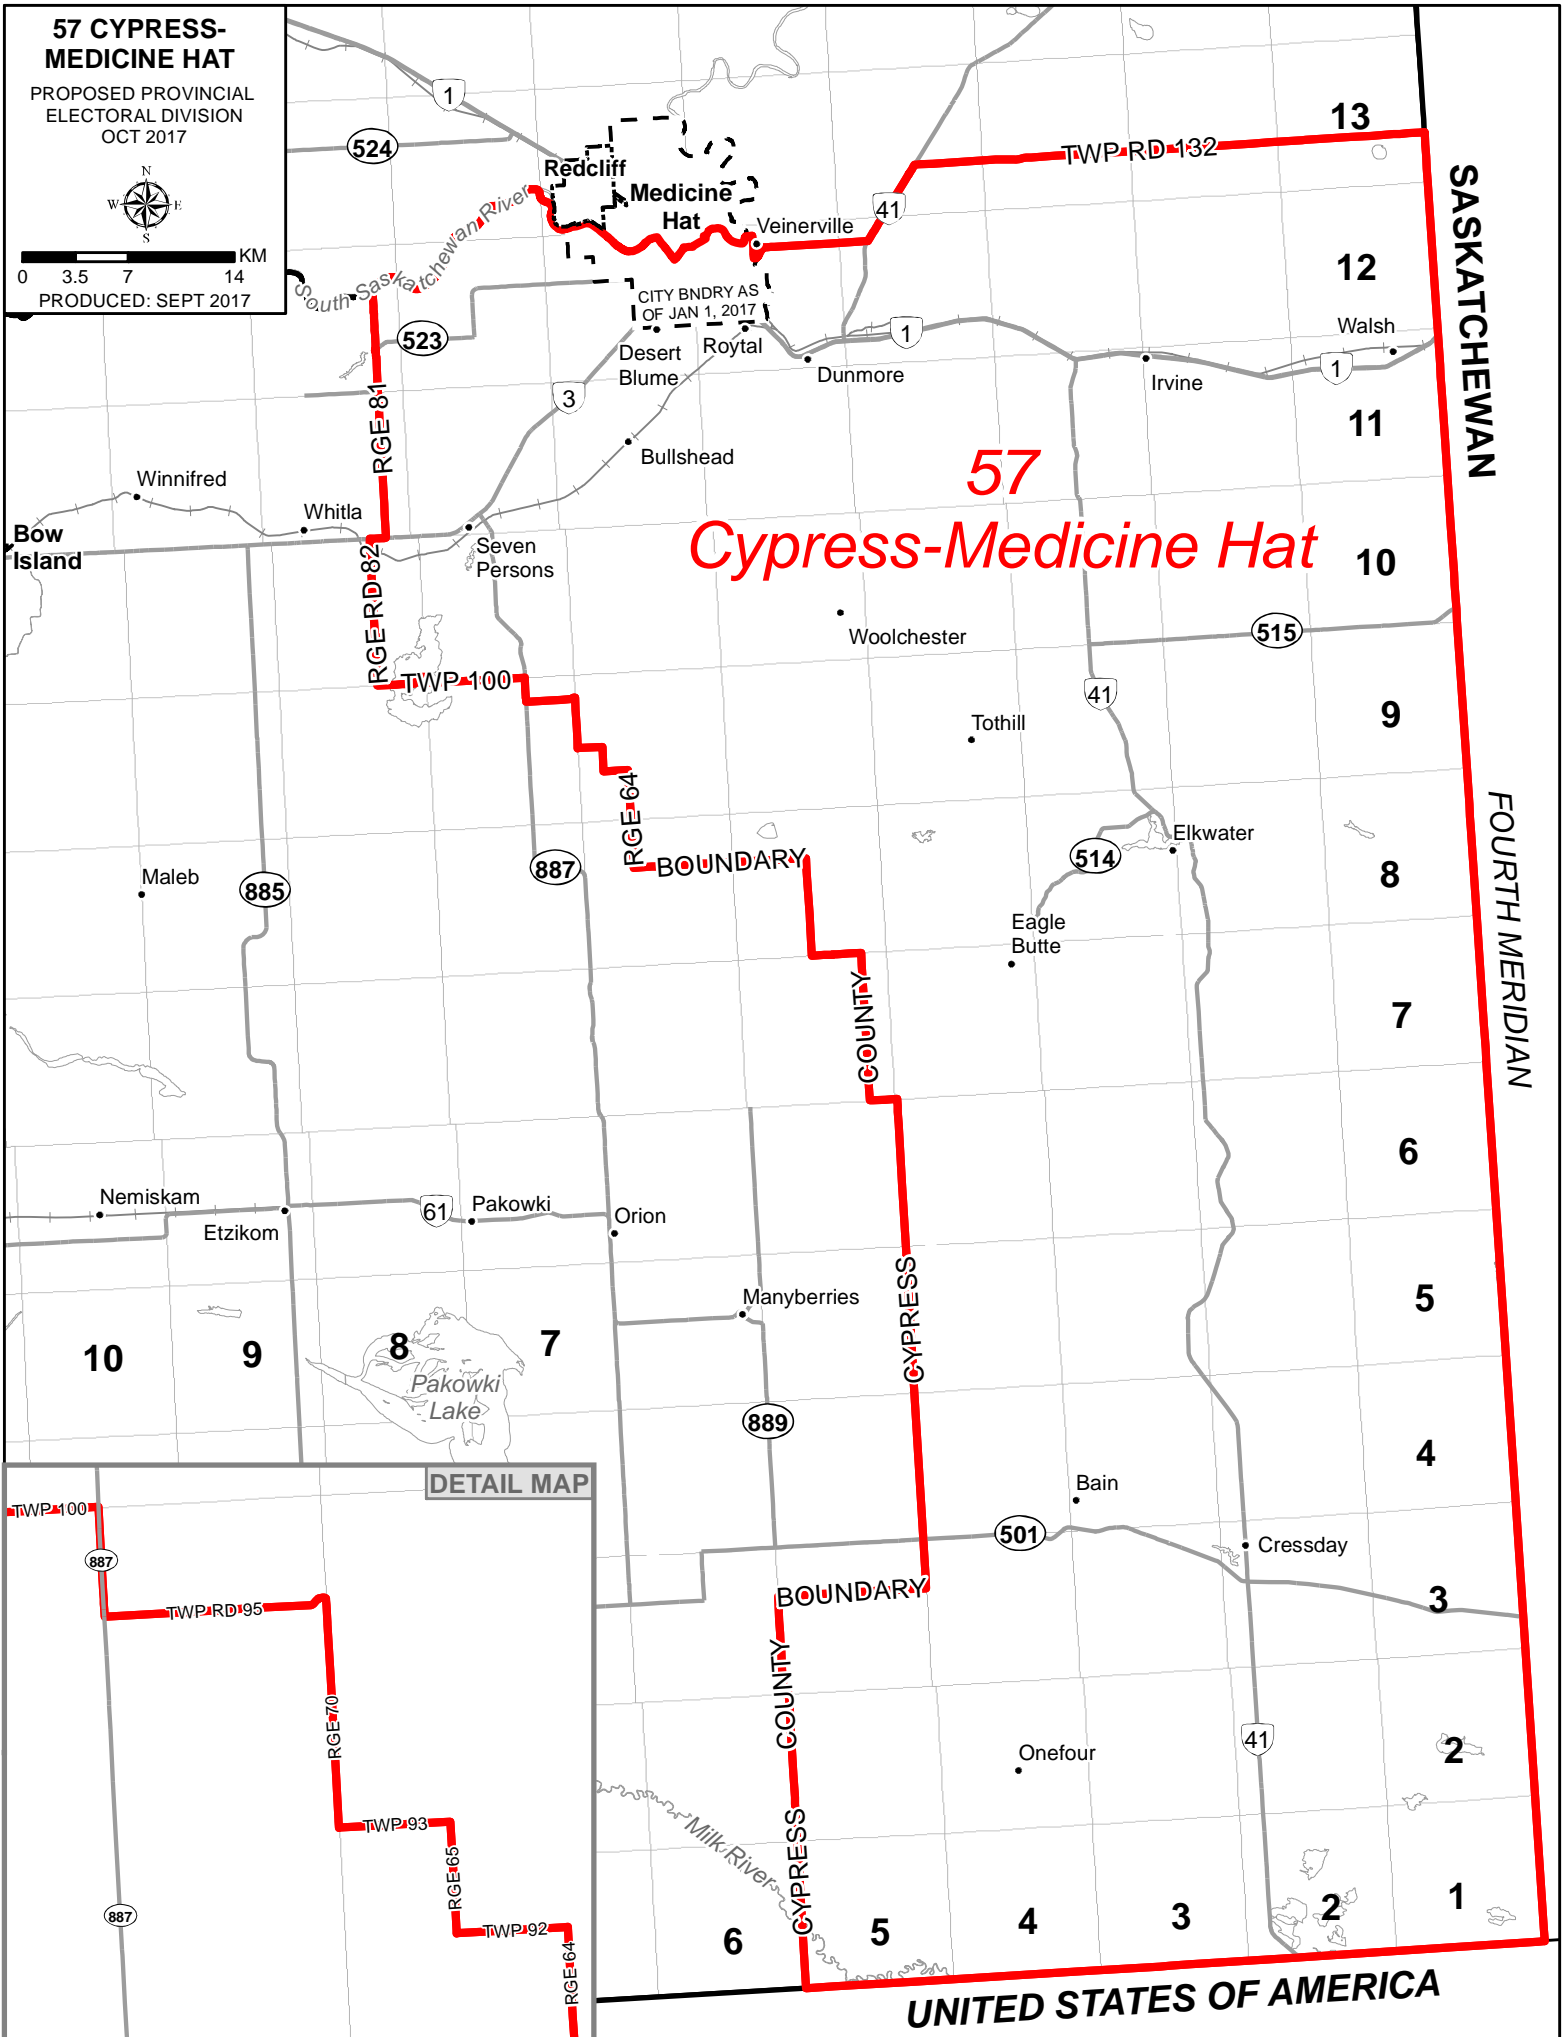 57 CYPRESS-
MEDICINE HAT
PROPOSED PROVINCIAL
ELECTORAL DIVISION
OCT 2017
N
W E
S
KM
0 3.5 7 14
PRODUCED: SEPT 2017
1
524
Redcliff
Medicine
Hat
Veinerville
41
TWP RD 132
13
SASKATCHEWAN
South Saskatchewan River
12
CITY BNDRY AS
OF JAN 1, 2017
523
Desert
Blume
Roytal
Dunmore
1
Walsh
1
Irvine
3
RGE 81
11
Bullshead
57
Cypress-Medicine Hat
Winnifred
Whitla
Bow
Island
Seven
Persons
10
RGE RD 82
Woolchester
515
TWP 100
41
9
Tothill
RGE 64
FOURTH MERIDIAN
BOUNDARY
Elkwater
514
887
Maleb
885
8
Eagle
Butte
COUNTY
7
6
Nemiskam
Etzikom
61
Pakowki
Orion
CYPRESS
5
Manyberries
10
9
8
7
Pakowki
Lake
889
4
Bain
501
Cressday
BOUNDARY
3
COUNTY
41
2
Onefour
Milk River
CYPRESS
6
5
4
3
2
1
UNITED STATES OF AMERICA
DETAIL MAP
TWP 100
887
TWP RD 95
RGE 70
TWP 93
RGE 65
887
TWP 92
RGE 64